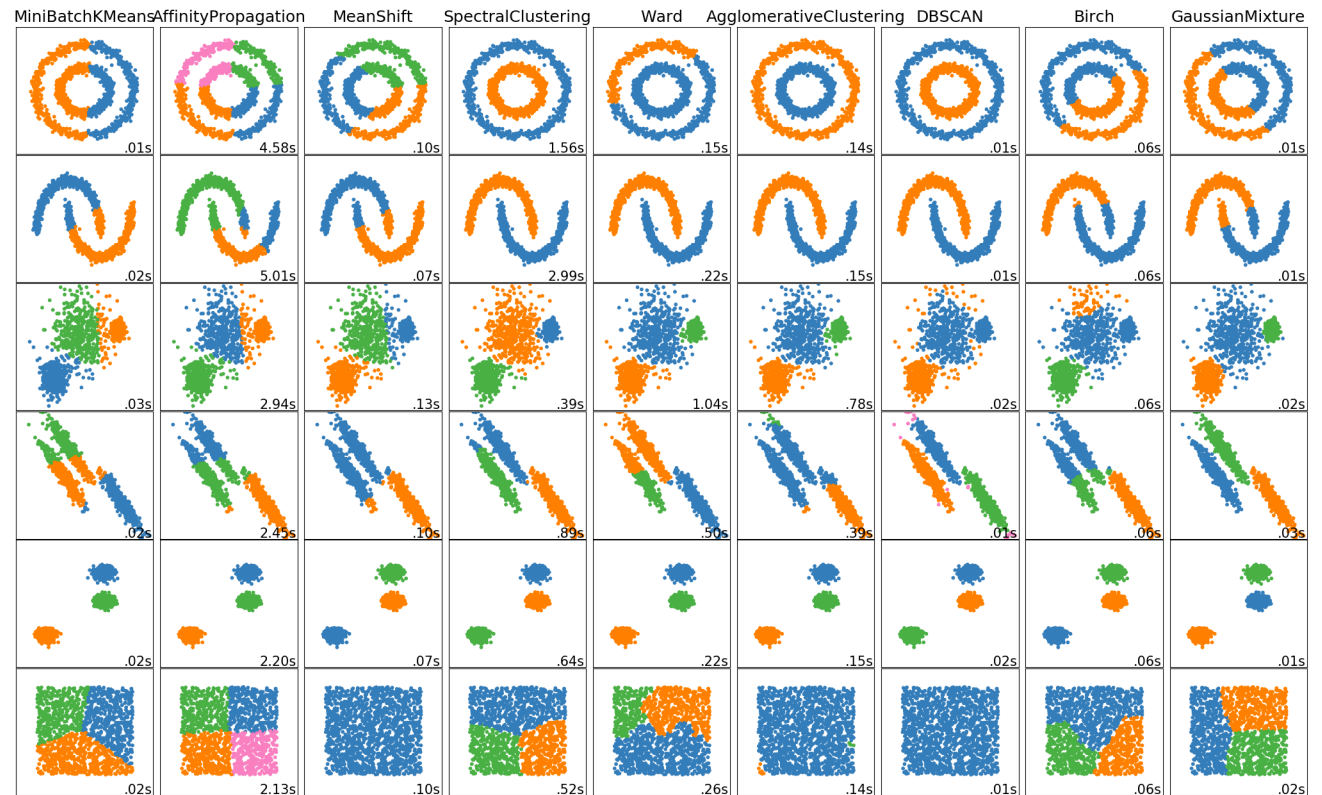 MiniBatchKMeans AffinityPropagation MeanShift SpectralClustering Ward AgglomerativeClustering DBSCAN Birch GaussianMixture
.01s 4.58s .10s 1.56s .15s .14s .01s .06s .01s
.02s 5.01s .07s 2.99s .22s .15s .01s .06s .01s
.03s 2.94s .13s .39s 1.04s .78s .02s .06s .02s
.02s 2.45s .10s .89s .50s .39s .01s .06s .03s
.02s 2.20s .07s .64s .22s .15s .02s .06s .01s
.02s 2.13s .10s .52s .26s .14s .01s .06s .02s